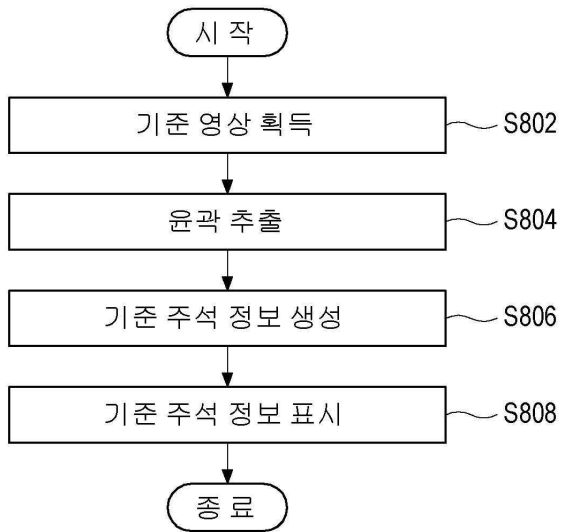 시 작
기준 영상 획득
S802
윤곽 추출
S804
기준 주석 정보 생성
S806
기준 주석 정보 표시
S808
종 료